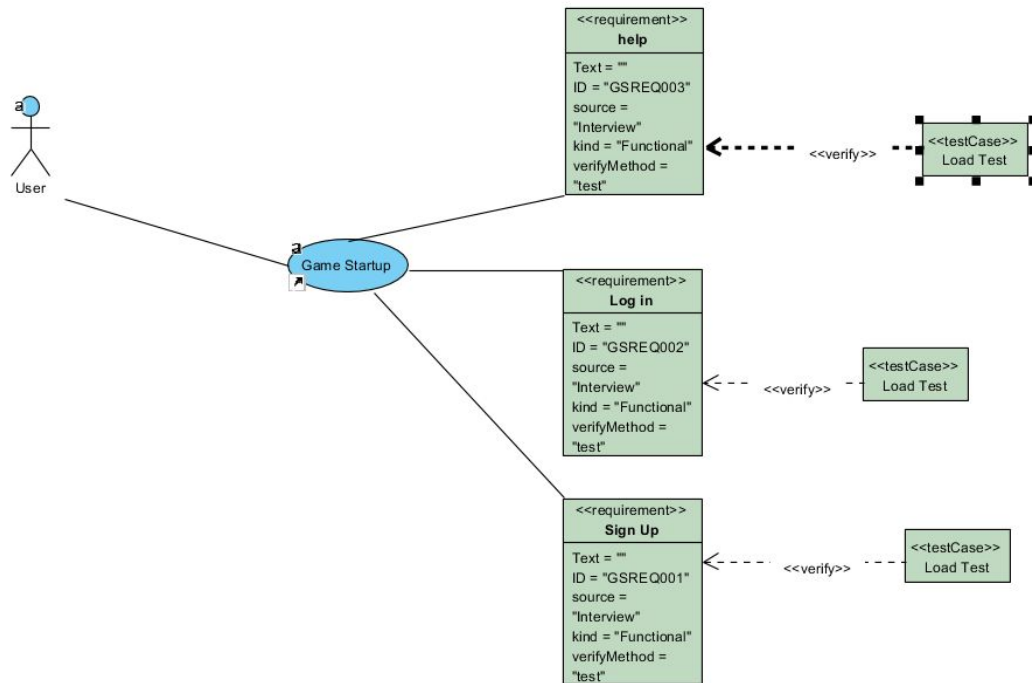 <<requirement>>
help
Text = ""
ID = "GSREQ003"
source =
"Interview"
kind = "Functional"
verifyMethod =
"test"
<<verify>>
<<testCase>>
Load Test
a
User
a
Game Startup
<<requirement>>
Log in
Text = ""
ID = "GSREQ002"
source =
"Interview"
kind = "Functional"
verifyMethod =
"test"
<<verify>>
<<testCase>>
Load Test
<<requirement>>
Sign Up
Text = ""
ID = "GSREQ001"
source =
"Interview"
kind = "Functional"
verifyMethod =
"test"
<<verify>>
<<testCase>>
Load Test